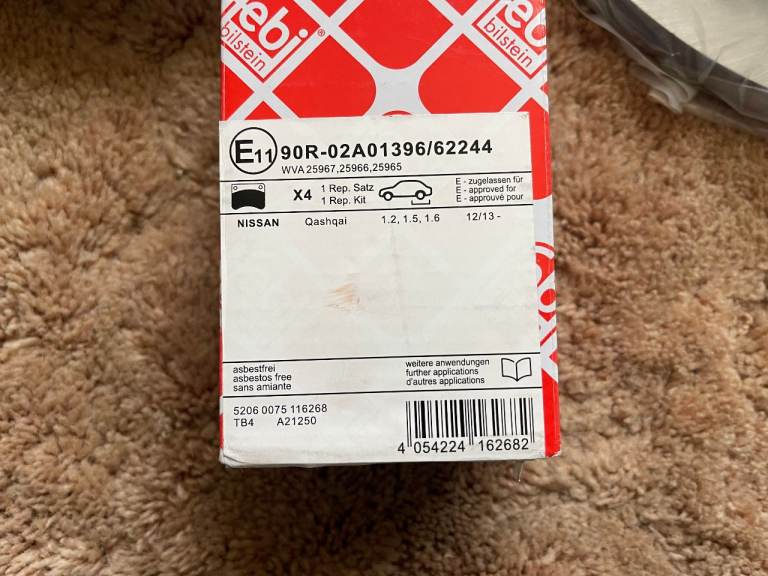 febi
bilstein
febi
bilstein
E11 90R-02A01396/62244
WVA 25967,25966,25965
X4
1 Rep. Satz
1 Rep. Kit
E - zugelassen für
E - approved for
E - approuvé pour
NISSAN Qashqai 1.2, 1.5, 1.6 12/13 -
asbestfrei
asbestos free
sans amiante
weitere anwendungen
further applications
d'autres applications
5206 0075 116268
TB4 A21250
4 054224 162682